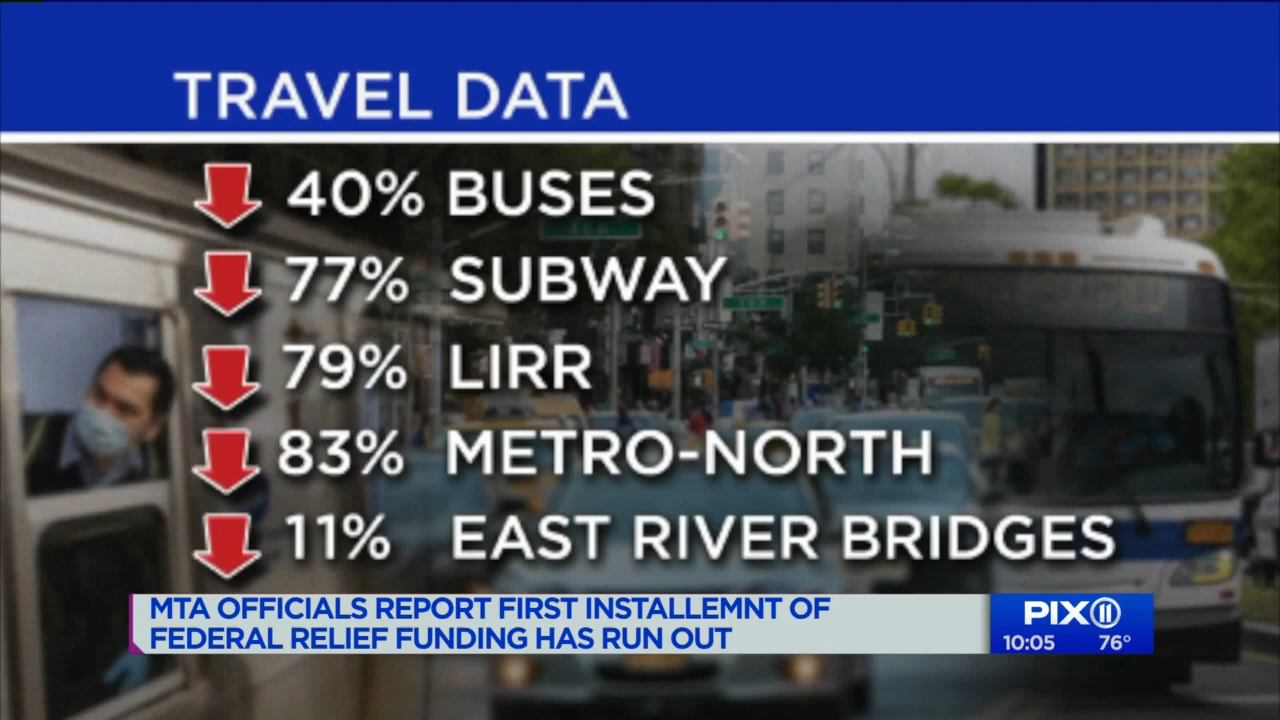 TRAVEL DATA
40% BUSES
77% SUBWAY
79% LIRR
83% METRO-NORTH
11% EAST RIVER BRIDGES
MTA OFFICIALS REPORT FIRST INSTALLEMNT OF
FEDERAL RELIEF FUNDING HAS RUN OUT
PIX11
10:05 76°